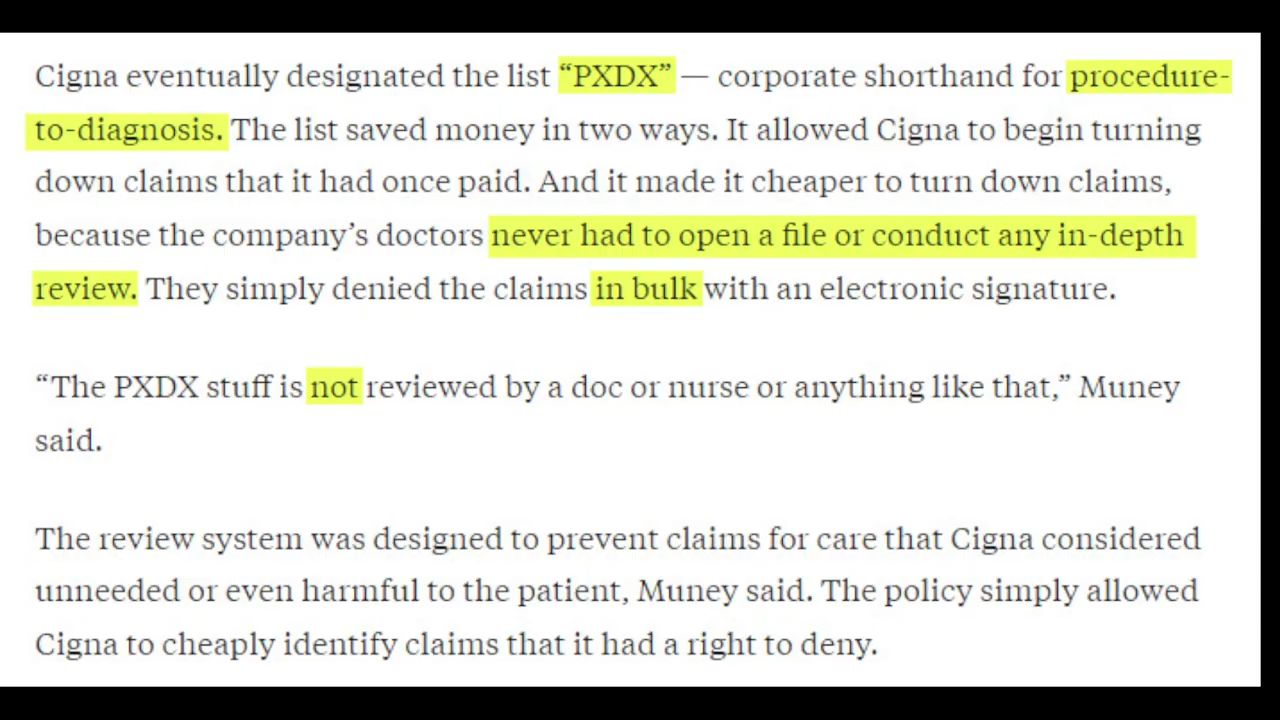 Cigna eventually designated the list “PXDX” — corporate shorthand for procedure-
to-diagnosis. The list saved money in two ways. It allowed Cigna to begin turning
down claims that it had once paid. And it made it cheaper to turn down claims,
because the company’s doctors never had to open a file or conduct any in-depth
review. They simply denied the claims in bulk with an electronic signature.
“The PXDX stuff is not reviewed by a doc or nurse or anything like that,” Muney
said.
The review system was designed to prevent claims for care that Cigna considered
unneeded or even harmful to the patient, Muney said. The policy simply allowed
Cigna to cheaply identify claims that it had a right to deny.